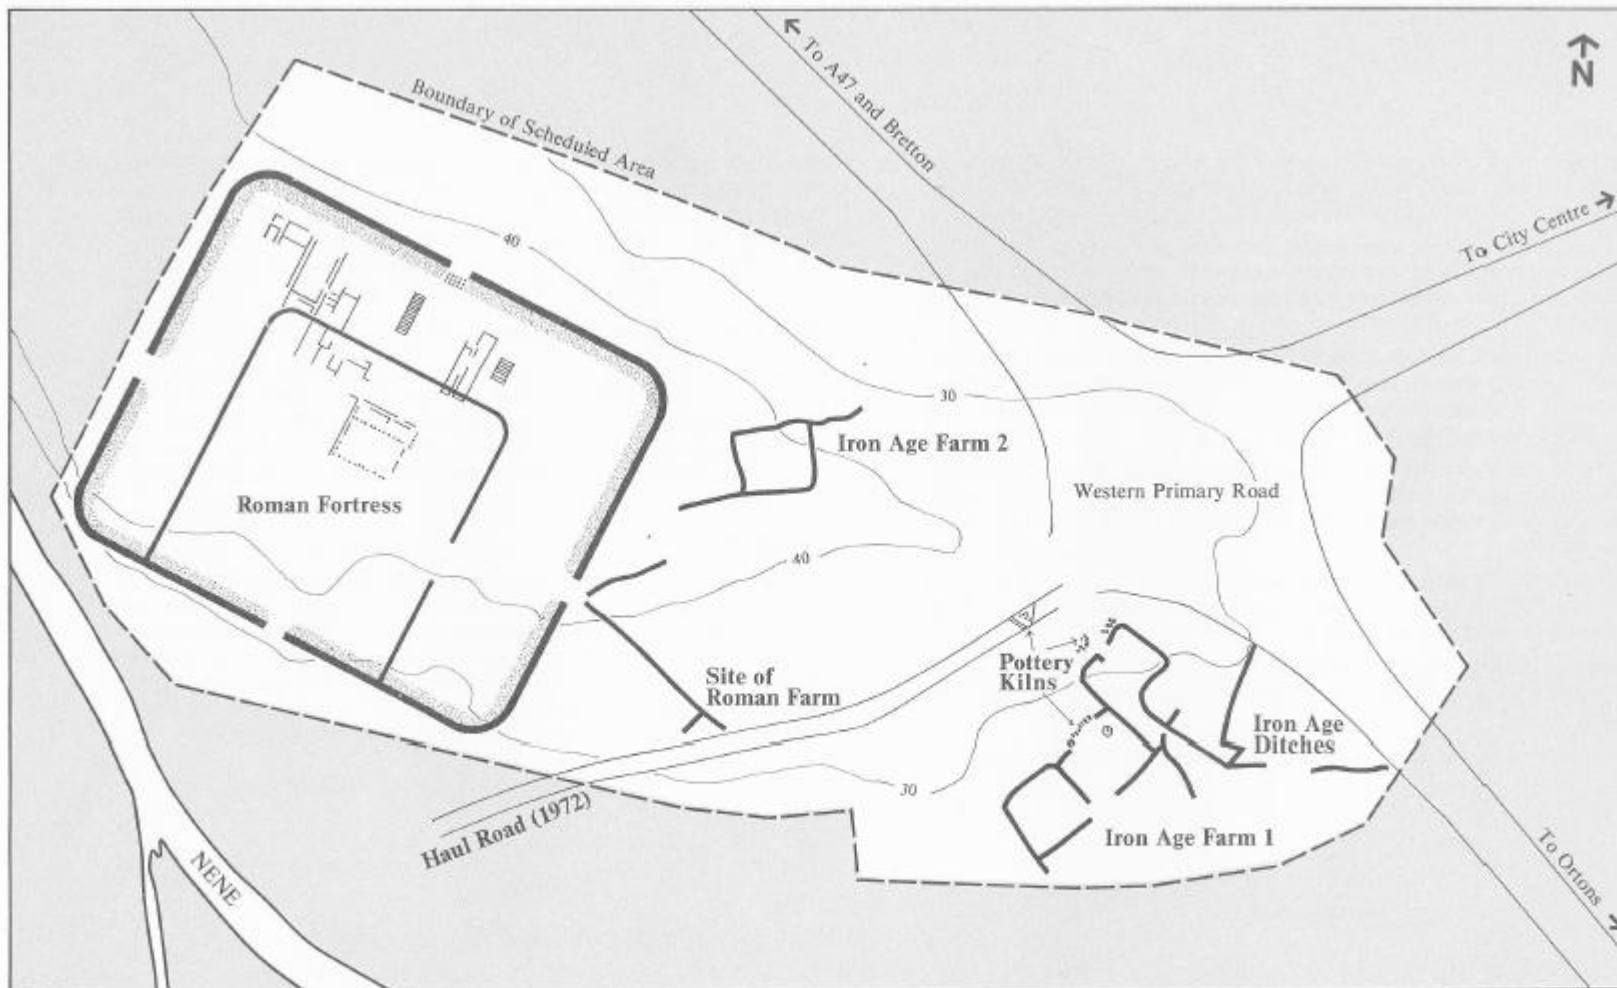 To A47 and Bretton
N
Boundary of Scheduled Area
To City Centre
40
30
Iron Age Farm 2
Western Primary Road
Roman Fortress
40
Pottery
Kilns
Site of
Roman Farm
Iron Age
Ditches
30
Haul Road (1972)
Iron Age Farm 1
NENE
To Ortons